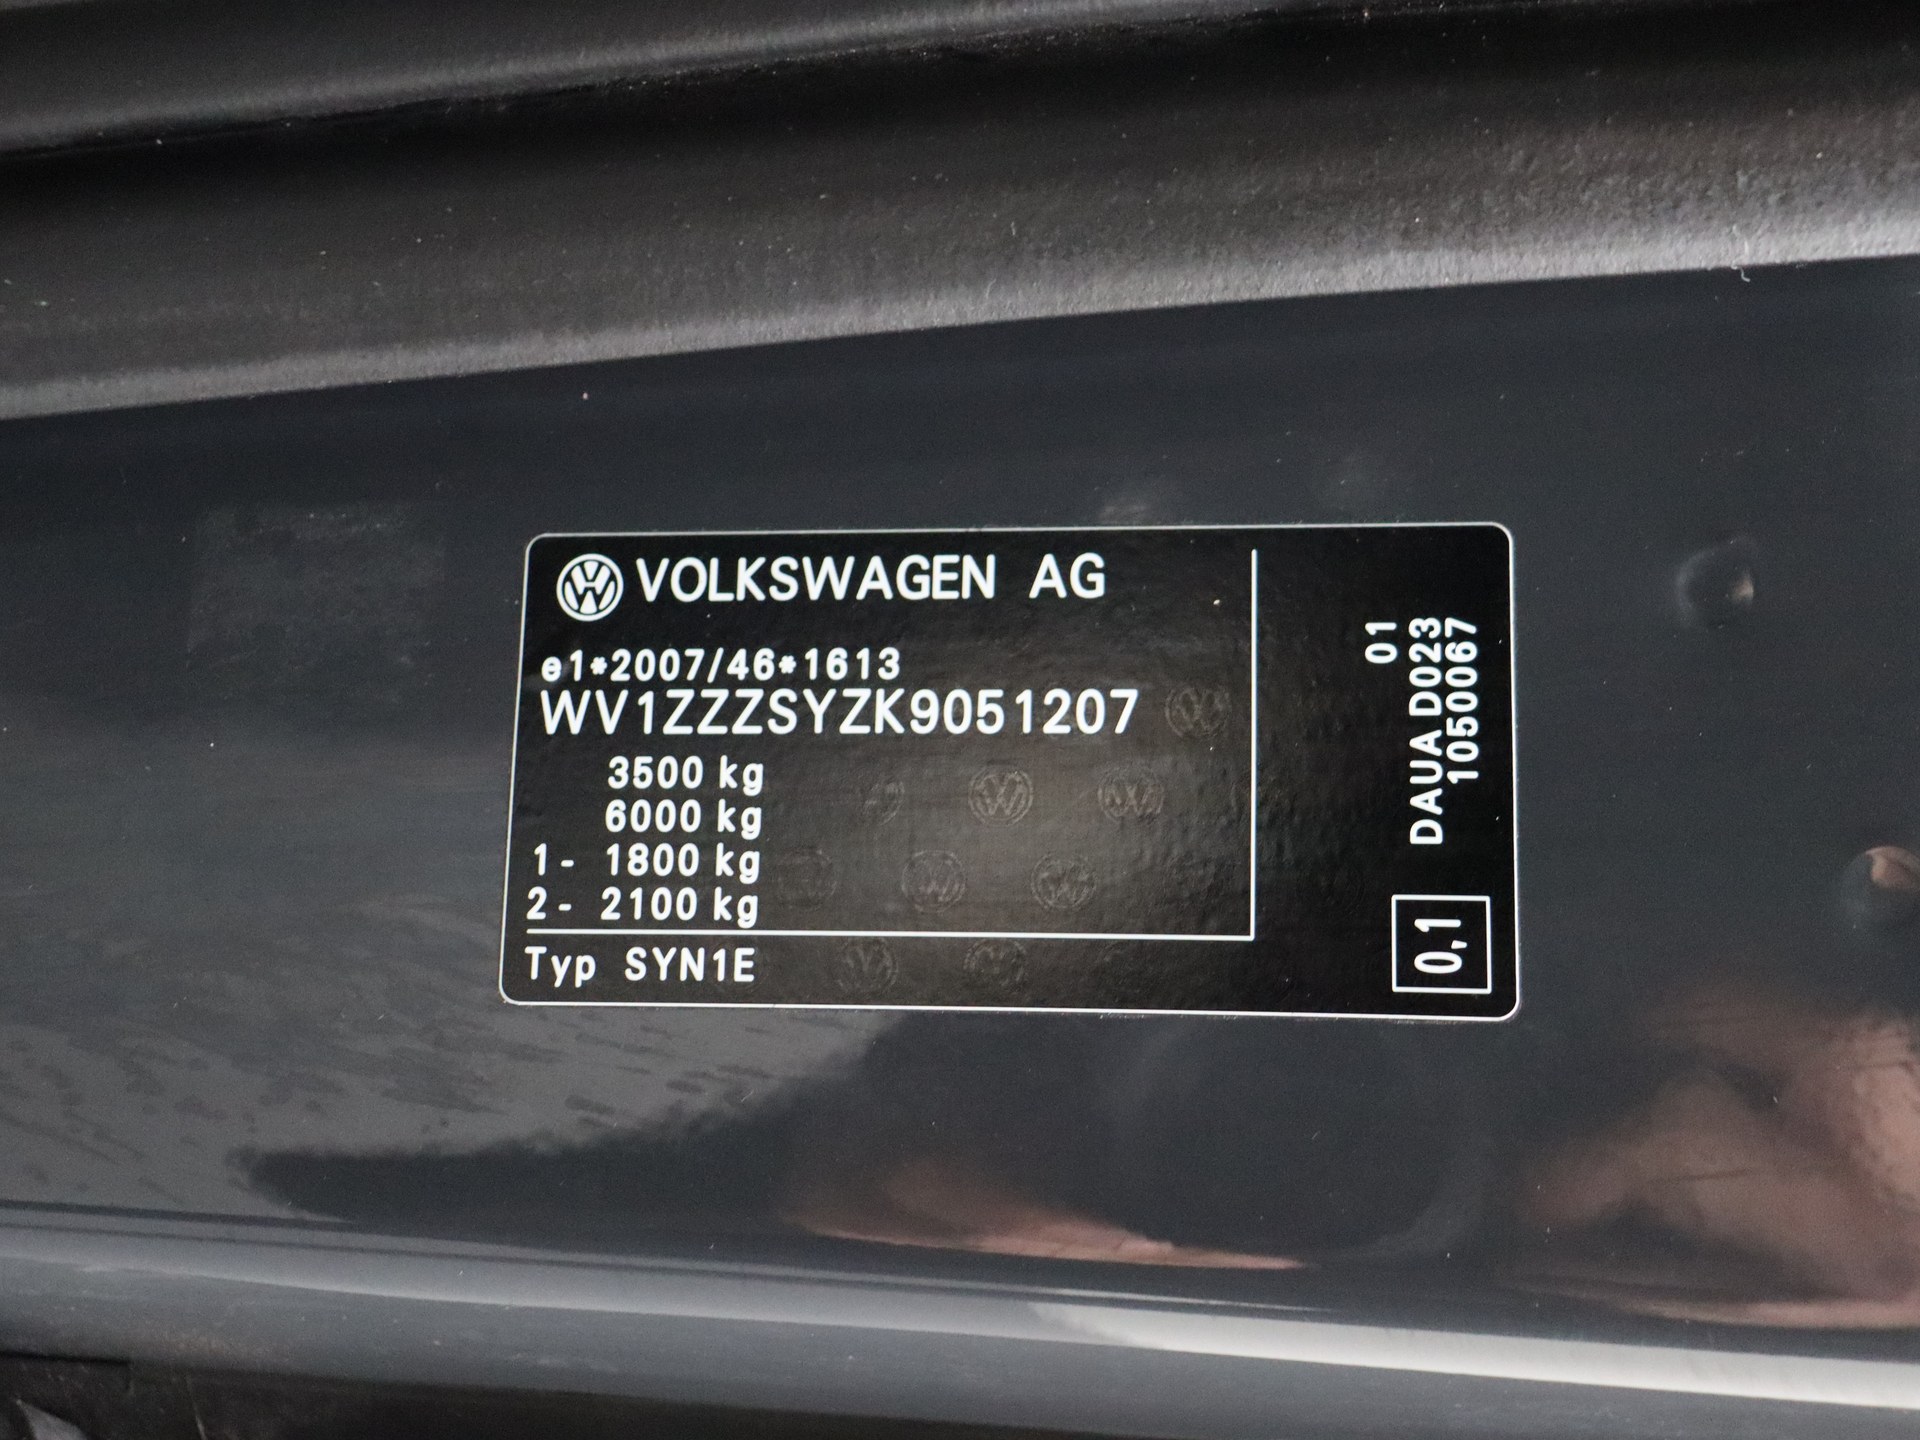 VOLKSWAGEN AG
e1*2007/46*1613
WV1ZZZSYZK9051207
3500 kg
6000 kg
1- 1800 kg
2- 2100 kg
Typ SYN1E
01
DAUA D023
1050067
0,1